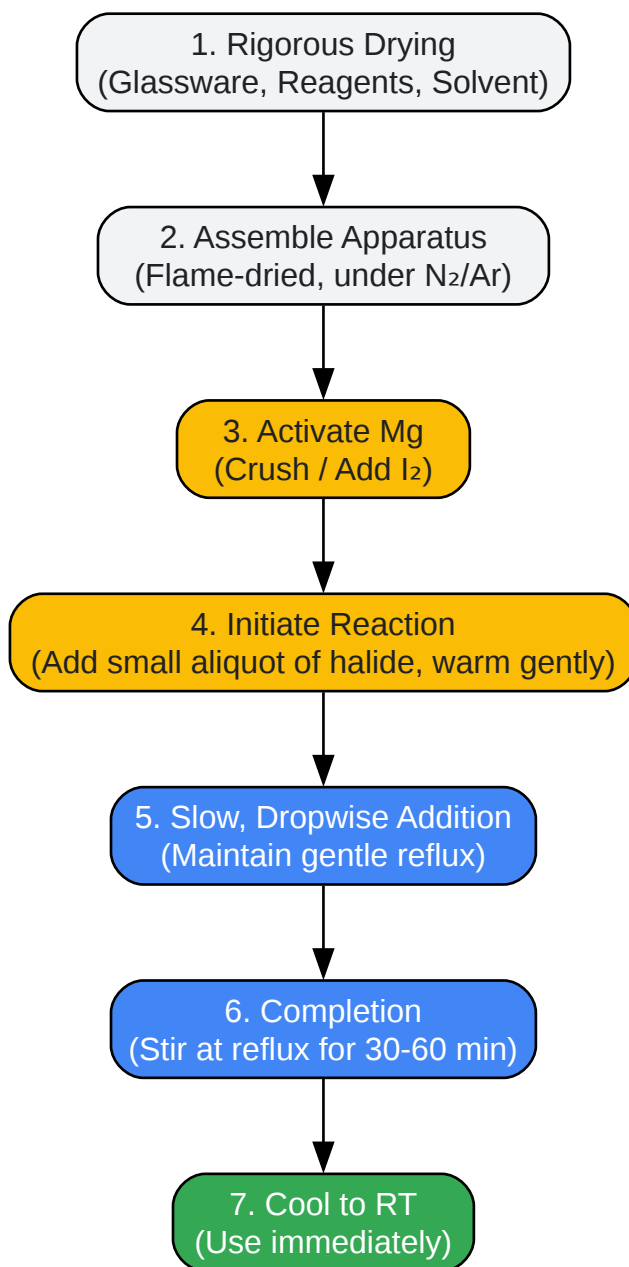 1. Rigorous Drying
(Glassware, Reagents, Solvent)
2. Assemble Apparatus
(Flame-dried, under N₂/Ar)
3. Activate Mg
(Crush / Add I₂)
4. Initiate Reaction
(Add small aliquot of halide, warm gently)
5. Slow, Dropwise Addition
(Maintain gentle reflux)
6. Completion
(Stir at reflux for 30-60 min)
7. Cool to RT
(Use immediately)